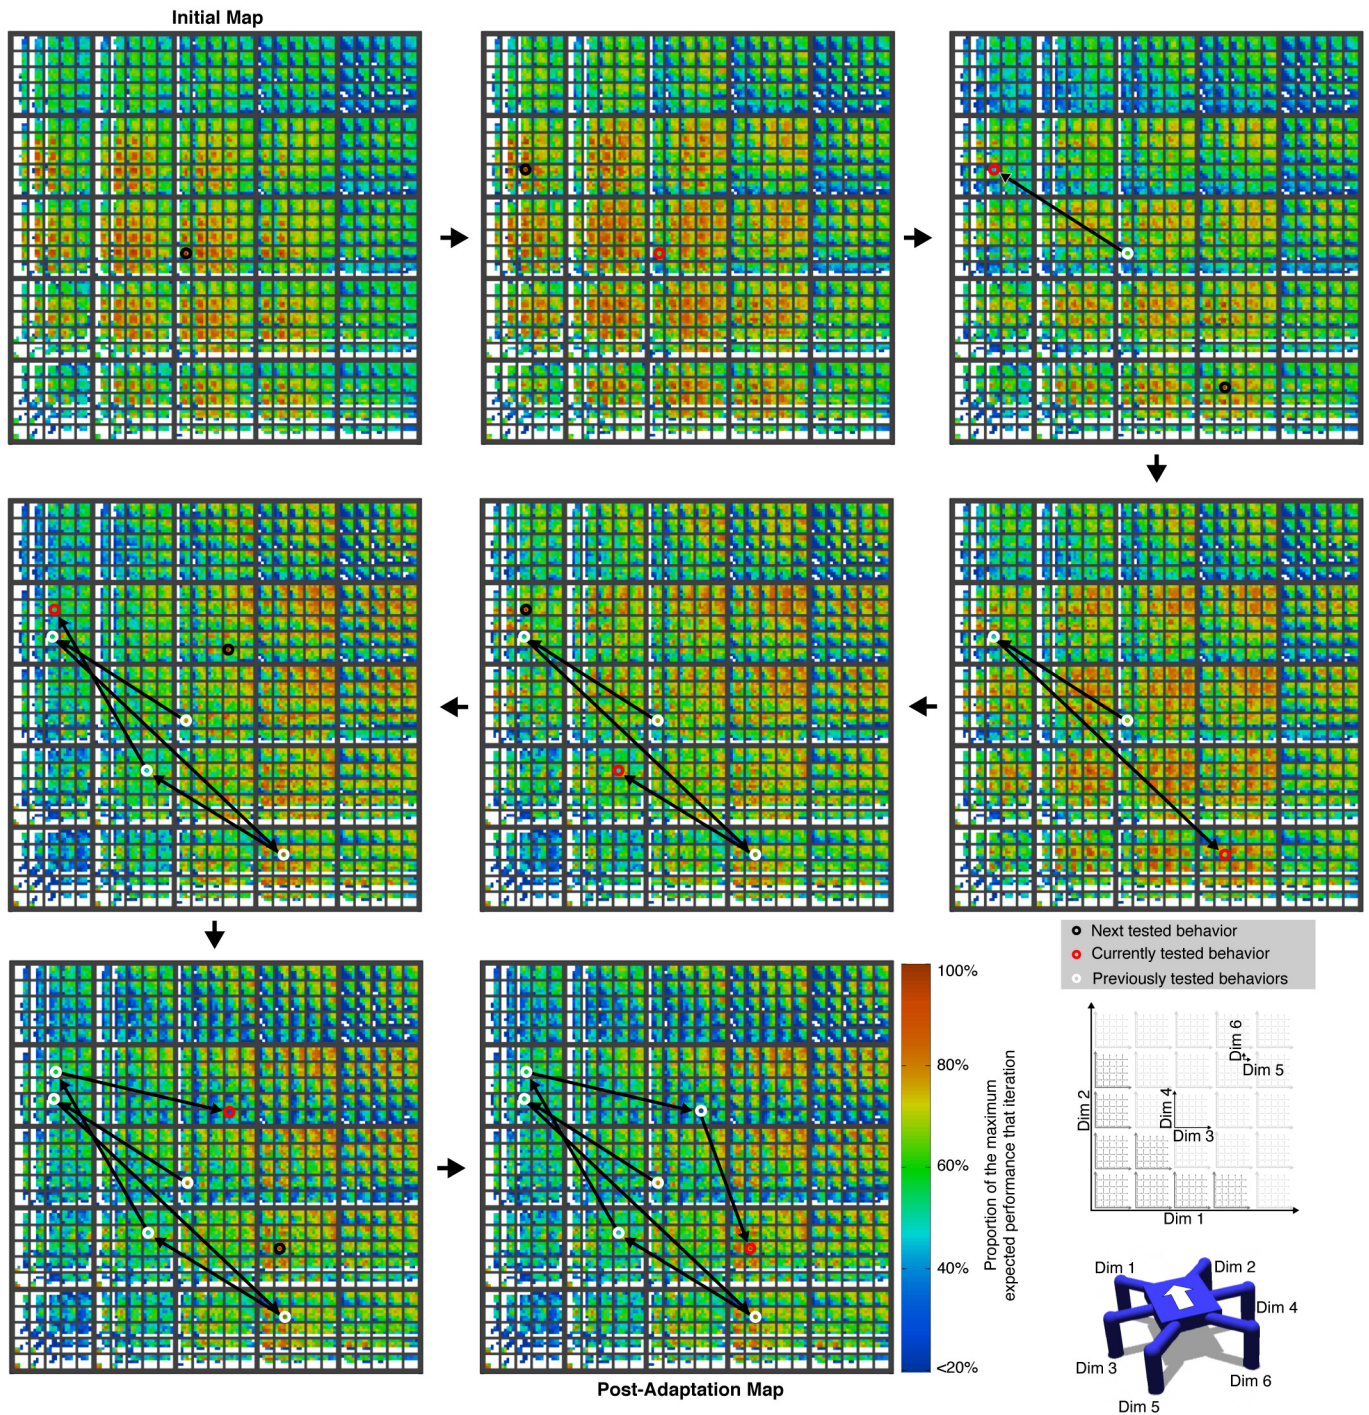 Initial Map
Next tested behavior
Currently tested behavior
Previously tested behaviors
100%
80%
60%
40%
<20%
Proportion of the maximum
expected performance that iteration
Dim 2
Dim 4
Dim 3
Dim 6
Dim 5
Dim 1
Dim 1
Dim 2
Dim 4
Dim 3
Dim 6
Dim 5
Post-Adaptation Map